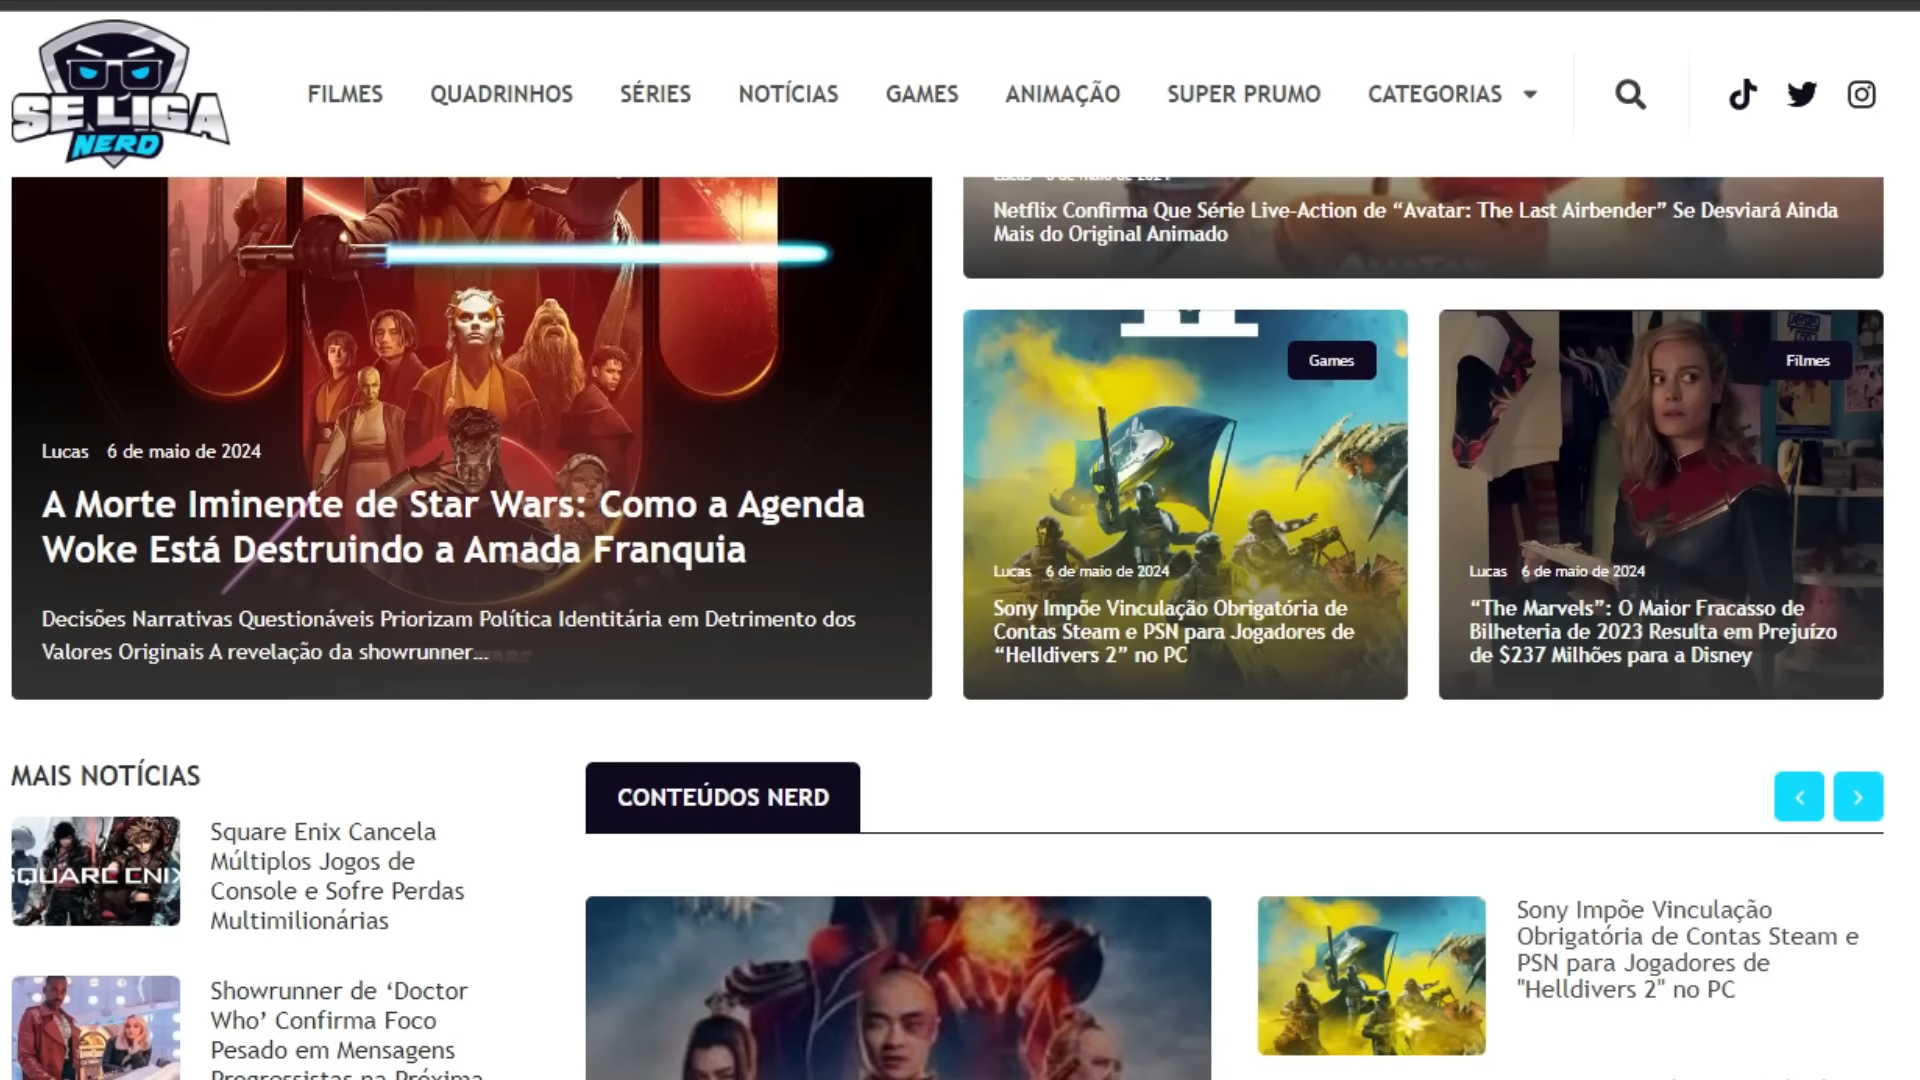 SE LIGA
NERD
FILMES
QUADRINHOS
SÉRIES
NOTÍCIAS
GAMES
ANIMAÇÃO
SUPER PRUMO
CATEGORIAS
Netflix Confirma Que Série Live-Action de “Avatar: The Last Airbender” Se Desviará Ainda
Mais do Original Animado
Lucas 6 de maio de 2024
A Morte Iminente de Star Wars: Como a Agenda
Woke Está Destruindo a Amada Franquia
Decisões Narrativas Questionáveis Priorizam Política Identitária em Detrimento dos
Valores Originais A revelação da showrunner...
Games
Lucas 6 de maio de 2024
Sony Impõe Vinculação Obrigatória de
Contas Steam e PSN para Jogadores de
“Helldivers 2” no PC
Filmes
Lucas 6 de maio de 2024
“The Marvels”: O Maior Fracasso de
Bilheteria de 2023 Resulta em Prejuízo
de $237 Milhões para a Disney
MAIS NOTÍCIAS
SQUARE ENIX
Square Enix Cancela
Múltiplos Jogos de
Console e Sofre Perdas
Multimilionárias
Showrunner de ‘Doctor
Who’ Confirma Foco
Pesado em Mensagens
Progressistas na Próxima
CONTEÚDOS NERD
Sony Impõe Vinculação
Obrigatória de Contas Steam e
PSN para Jogadores de
"Helldivers 2" no PC